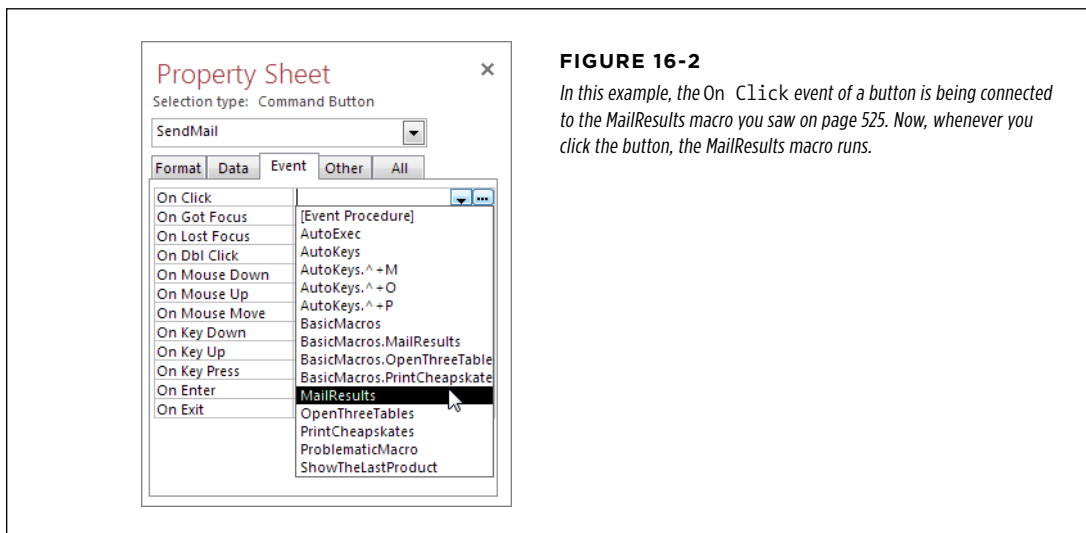 Property Sheet
Selection type: Command Button
SendMail
Format Data Event Other All
On Click
On Got Focus
On Lost Focus
On Dbl Click
On Mouse Down
On Mouse Up
On Mouse Move
On Key Down
On Key Up
On Key Press
On Enter
On Exit
[Event Procedure]
AutoExec
AutoKeys
AutoKeys.^+M
AutoKeys.^+O
AutoKeys.^+P
BasicMacros
BasicMacros.MailResults
BasicMacros.OpenThreeTable
BasicMacros.PrintCheapskate
MailResults
OpenThreeTables
PrintCheapskates
ProblematicMacro
ShowTheLastProduct
FIGURE 16-2
In this example, the On Click event of a button is being connected
to the MailResults macro you saw on page 525. Now, whenever you
click the button, the MailResults macro runs.